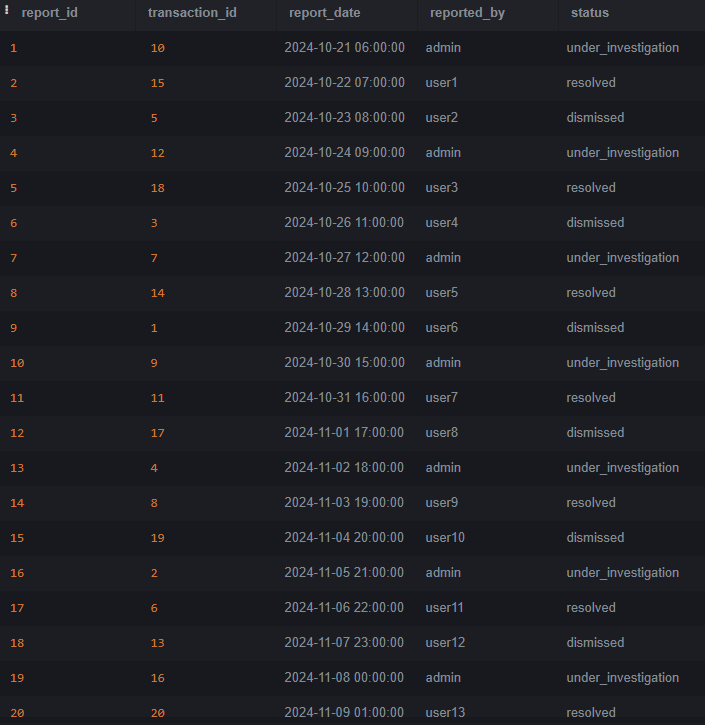 report_id transaction_id report_date reported_by status
1 10 2024-10-21 06:00:00 admin under_investigation
2 15 2024-10-22 07:00:00 user1 resolved
3 5 2024-10-23 08:00:00 user2 dismissed
4 12 2024-10-24 09:00:00 admin under_investigation
5 18 2024-10-25 10:00:00 user3 resolved
6 3 2024-10-26 11:00:00 user4 dismissed
7 7 2024-10-27 12:00:00 admin under_investigation
8 14 2024-10-28 13:00:00 user5 resolved
9 1 2024-10-29 14:00:00 user6 dismissed
10 9 2024-10-30 15:00:00 admin under_investigation
11 11 2024-10-31 16:00:00 user7 resolved
12 17 2024-11-01 17:00:00 user8 dismissed
13 4 2024-11-02 18:00:00 admin under_investigation
14 8 2024-11-03 19:00:00 user9 resolved
15 19 2024-11-04 20:00:00 user10 dismissed
16 2 2024-11-05 21:00:00 admin under_investigation
17 6 2024-11-06 22:00:00 user11 resolved
18 13 2024-11-07 23:00:00 user12 dismissed
19 16 2024-11-08 00:00:00 admin under_investigation
20 20 2024-11-09 01:00:00 user13 resolved